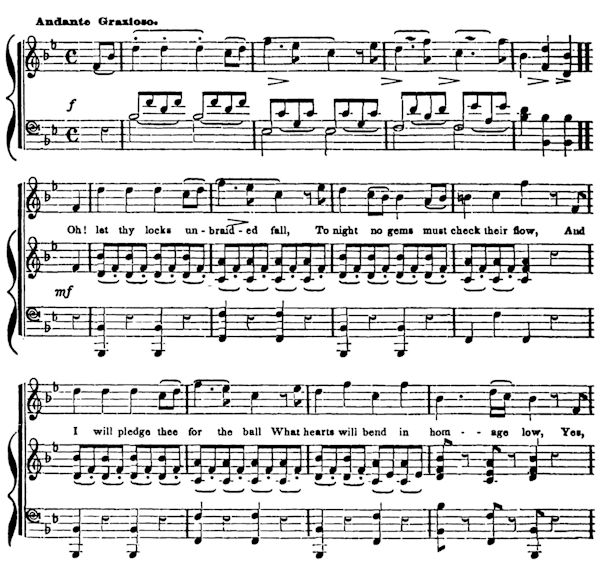 Andante Grazioso.
f
Oh! let thy locks un-braid-ed fall, To night no gems must check their flow, And
mf
I will pledge thee for the ball What hearts will bend in hom - - age low, Yes,